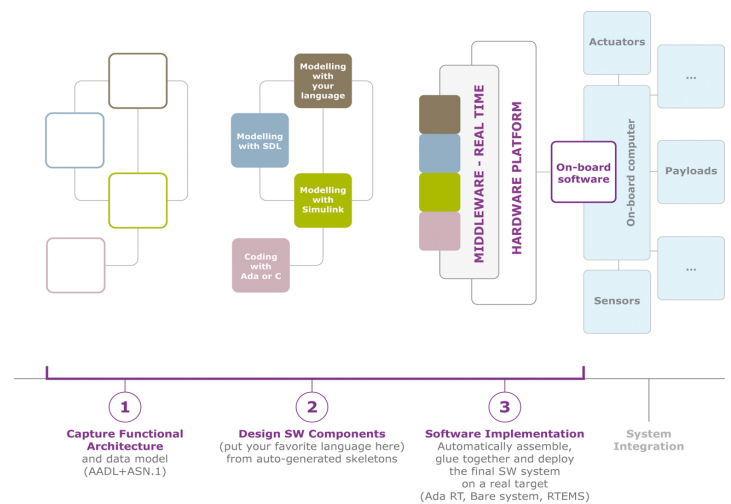 Modelling
with
your
language
Modelling
with SDL
Modelling
with
Simulink
Coding
with
Ada or C
MIDDLEWARE - REAL TIME
HARDWARE PLATFORM
On-board
software
Actuators
...
On-board computer
Payloads
...
Sensors
1
Capture Functional
Architecture
and data model
(AADL+ASN.1)
2
Design SW Components
(put your favorite language here)
from auto-generated skeletons
3
Software Implementation
Automatically assemble,
glue together and deploy
the final SW system
on a real target
(Ada RT, Bare system, RTEMS)
System
Integration